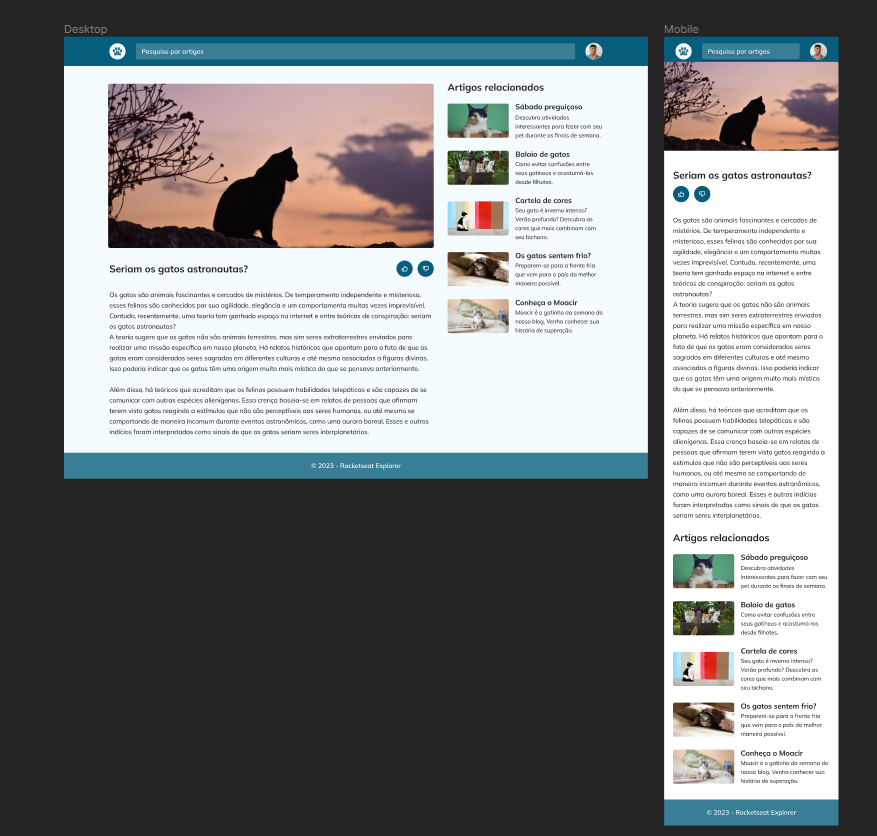 Desktop
Pesquise por artigos
Seriam os gatos astronautas?
Os gatos são animais fascinantes e cercados de mistérios. De temperamento independente e misterioso,
esses felinos são conhecidos por sua agilidade, elegância e um comportamento muitas vezes imprevisível.
Contudo, recentemente, uma teoria tem ganhado espaço na internet e entre teóricos de conspiração: seriam
os gatos astronautas?
A teoria sugere que os gatos não são animais terrestres, mas sim seres extraterrestres enviados para
realizar uma missão específica em nosso planeta. Há relatos históricos que apontam para o fato de que os
gatos eram considerados seres sagrados em diferentes culturas e até mesmo associados a figuras divinas.
Isso poderia indicar que os gatos têm uma origem muito mais mística do que se pensava anteriormente.
Além disso, há teóricos que acreditam que os felinos possuem habilidades telepáticas e são capazes de se
comunicar com outras espécies alienígenas. Essa crença baseia-se em relatos de pessoas que afirmam
terem visto gatos reagindo a estímulos que não são perceptíveis aos seres humanos, ou até mesmo se
comportando de maneira incomum durante eventos astronômicos, como uma aurora boreal. Esses e outros
indícios foram interpretados como sinais de que os gatos seriam seres interplanetários.
Artigos relacionados
Sábado preguiçoso
Descubra atividades
interessantes para fazer com seu
pet durante os finais de semana.
Balaio de gatos
Como evitar confusões entre
seus gatíneos e acostumá-los
desde filhotes.
Cartela de cores
Seu gato é inverno intenso?
Verão profundo? Descubra as
cores que mais combinam com
seu bichano.
Os gatos sentem frio?
Preparem-se para a frente fria
que vem para o país da melhor
maneira possível.
Conheça o Moacir
Moacir é o gatinho da semana do
nosso blog. Venha conhecer sua
história de superação.
© 2023 - Rocketseat Explorer
Mobile
Pesquise por artigos
Seriam os gatos astronautas?
Os gatos são animais fascinantes e cercados de
mistérios. De temperamento independente e
misterioso, esses felinos são conhecidos por sua
agilidade, elegância e um comportamento muitas
vezes imprevisível. Contudo, recentemente, uma
teoria tem ganhado espaço na internet e entre
teóricos de conspiração: seriam os gatos
astronautas?
A teoria sugere que os gatos não são animais
terrestres, mas sim seres extraterrestres enviados
para realizar uma missão específica em nosso
planeta. Há relatos históricos que apontam para o
fato de que os gatos eram considerados seres
sagrados em diferentes culturas e até mesmo
associados a figuras divinas. Isso poderia indicar
que os gatos têm uma origem muito mais mística
do que se pensava anteriormente.
Além disso, há teóricos que acreditam que os
felinos possuem habilidades telepáticas e são
capazes de se comunicar com outras espécies
alienígenas. Essa crença baseia-se em relatos de
pessoas que afirmam terem visto gatos reagindo a
estímulos que não são perceptíveis aos seres
humanos, ou até mesmo se comportando de
maneira incomum durante eventos astronômicos,
como uma aurora boreal. Esses e outros indícios
foram interpretados como sinais de que os gatos
seriam seres interplanetários.
Artigos relacionados
Sábado preguiçoso
Descubra atividades
interessantes para fazer com seu
pet durante os finais de semana.
Balaio de gatos
Como evitar confusões entre
seus gatíneos e acostumá-los
desde filhotes.
Cartela de cores
Seu gato é inverno intenso?
Verão profundo? Descubra as
cores que mais combinam com
seu bichano.
Os gatos sentem frio?
Preparem-se para a frente fria
que vem para o país da melhor
maneira possível.
Conheça o Moacir
Moacir é o gatinho da semana do
nosso blog. Venha conhecer sua
história de superação.
© 2023 - Rocketseat Explorer